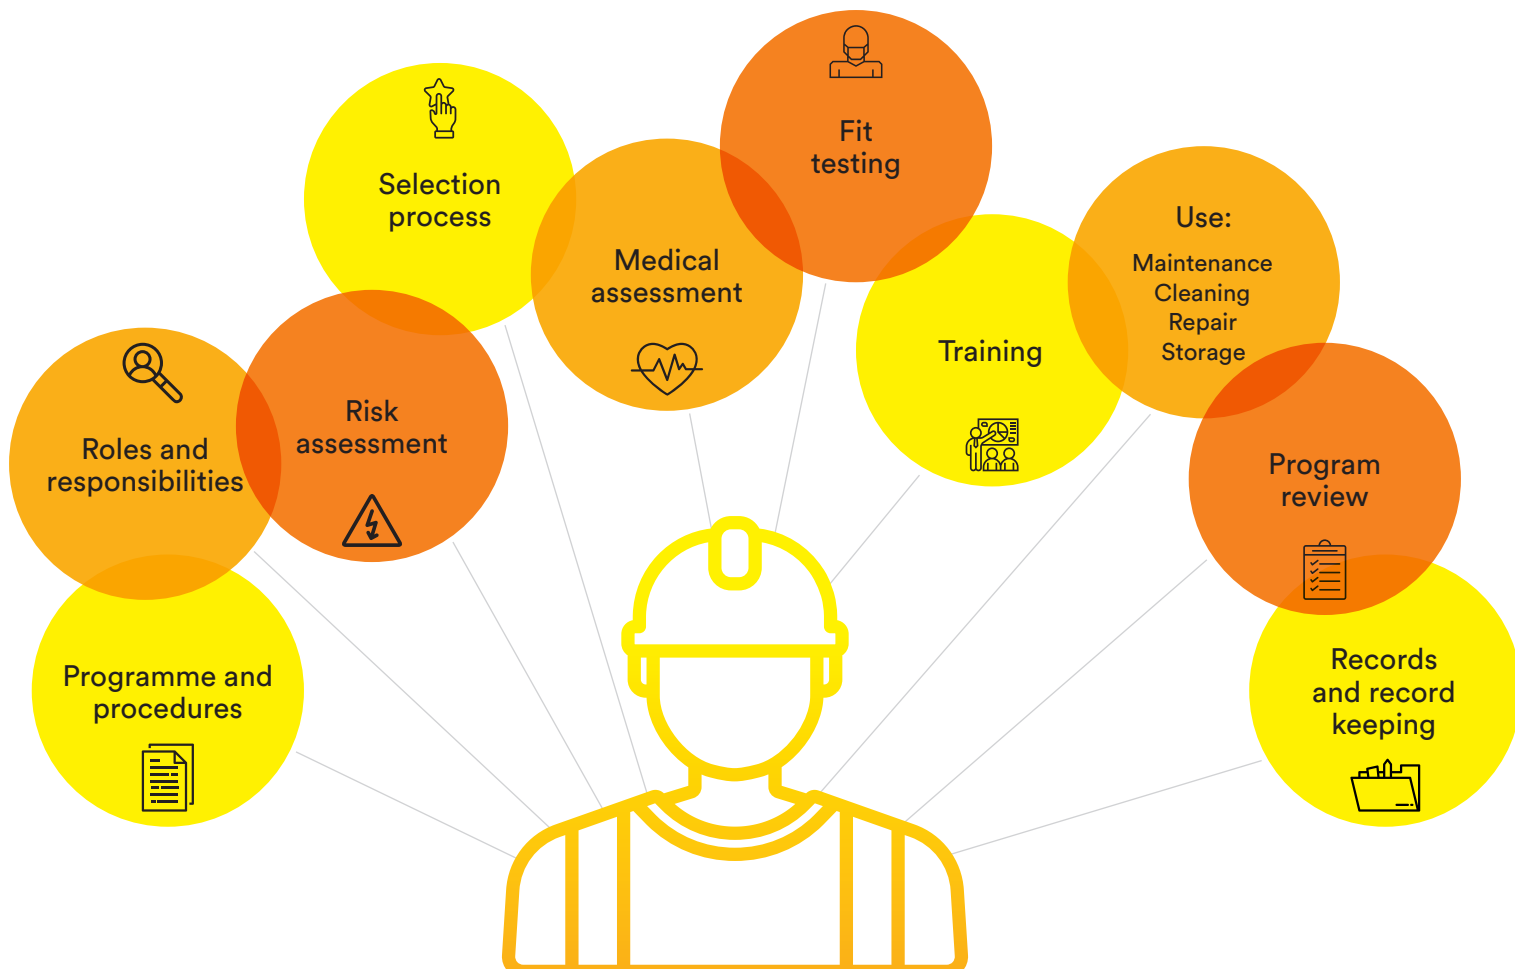 Programme and
procedures
Roles and
responsibilities
Risk
assessment
Selection
process
Medical
assessment
Fit
testing
Training
Use:
Maintenance
Cleaning
Repair
Storage
Program
review
Records
and record
keeping